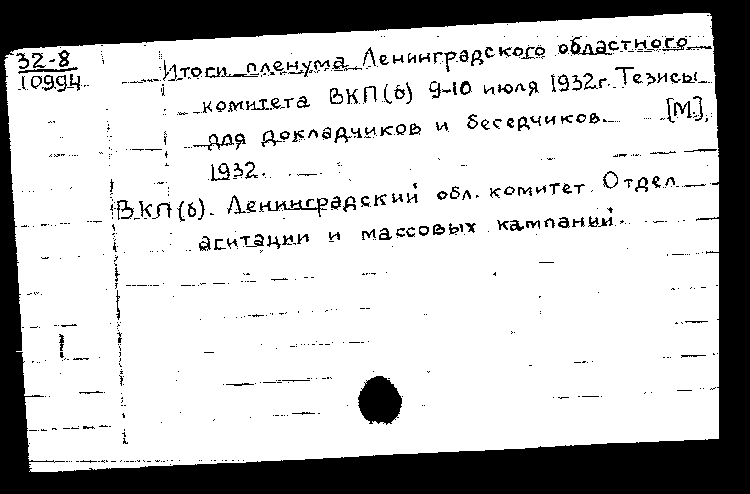 32-8
10994
Итоги пленума Ленинградского областного
комитета ВКП(б) 9-10 июля 1932г. Тезисы
для докладчиков и беседчиков. [М.],
1932.
ВКП(б). Ленинградский обл. комитет. Отдел
агитации и массовых кампаний.